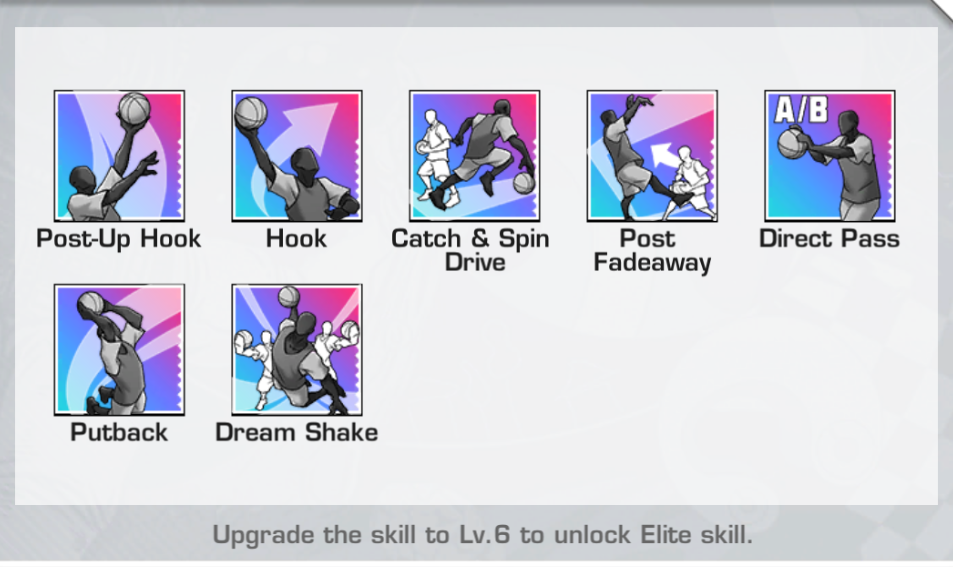 A/B
Post-Up Hook
Hook
Catch & Spin
Drive
Post
Fadeaway
Direct Pass
Putback
Dream Shake
Upgrade the skill to Lv.6 to unlock Elite skill.